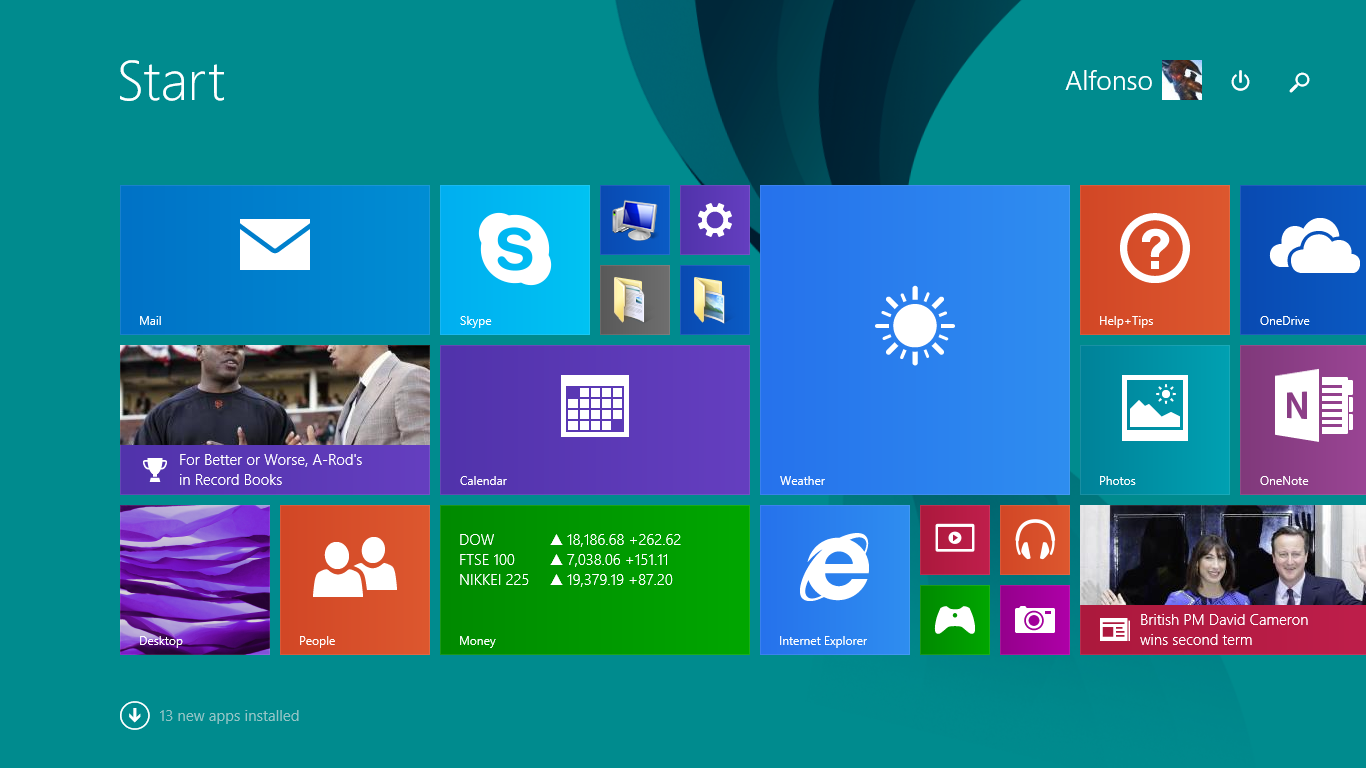 Start
Alfonso
Mail
Skype
Weather
Help+Tips
OneDrive
For Better or Worse, A-Rod's
in Record Books
Calendar
Photos
N
OneNote
Desktop
People
DOW ▲ 18,186.68 +262.62
FTSE 100 ▲ 7,038.06 +151.11
NIKKEI 225 ▲ 19,379.19 +87.20
Money
Internet Explorer
British PM David Cameron
wins second term
13 new apps installed